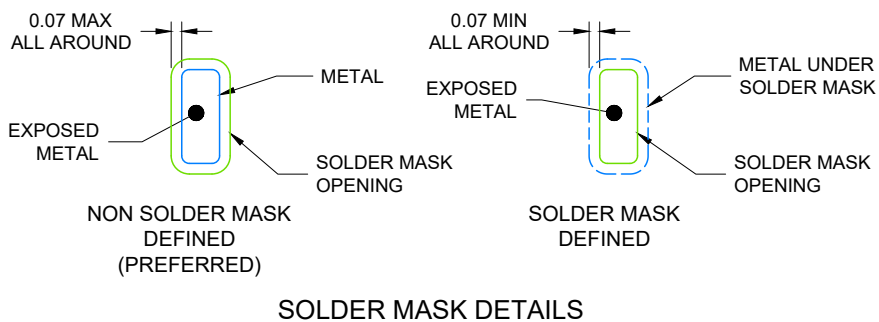 0.07 MAX
ALL AROUND
METAL
EXPOSED
METAL
SOLDER MASK
OPENING
NON SOLDER MASK
DEFINED
(PREFERRED)
0.07 MIN
ALL AROUND
METAL UNDER
SOLDER MASK
EXPOSED
METAL
SOLDER MASK
OPENING
SOLDER MASK
DEFINED
SOLDER MASK DETAILS